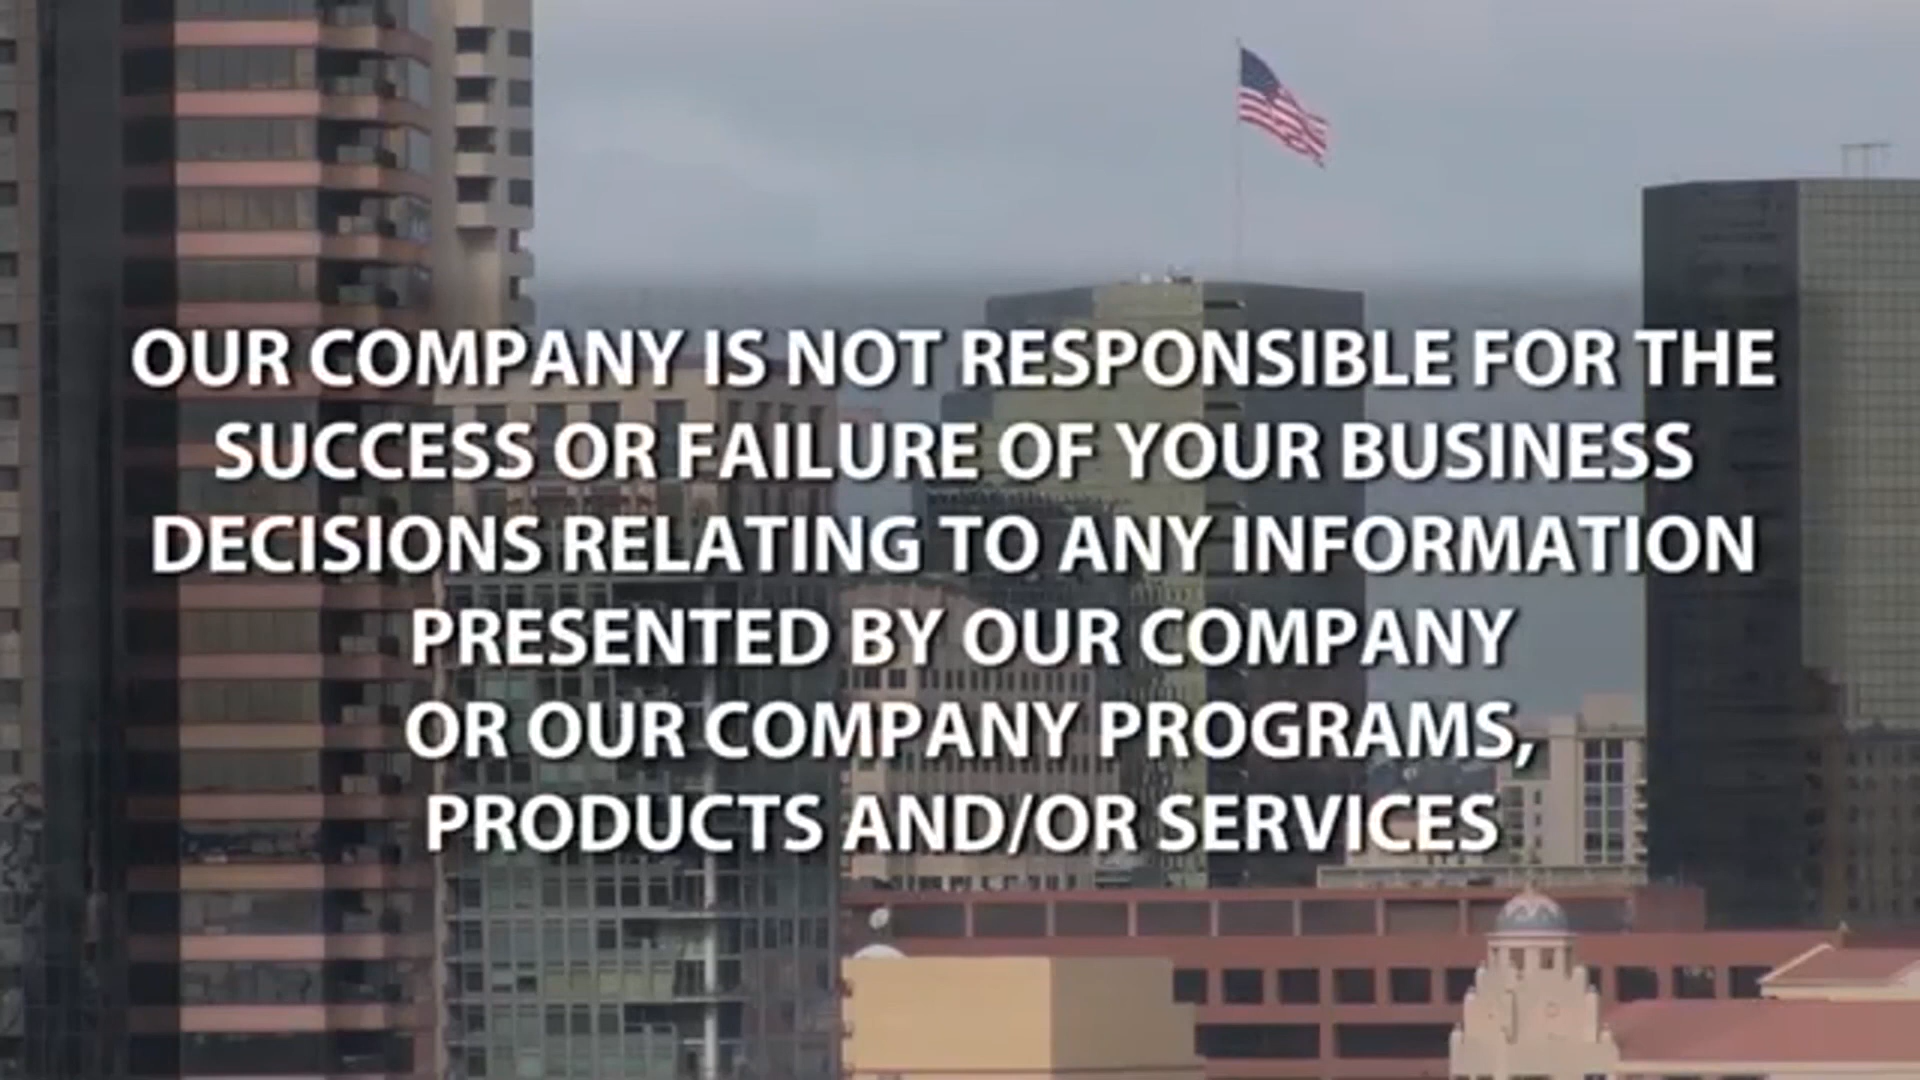 OUR COMPANY IS NOT RESPONSIBLE FOR THE
SUCCESS OR FAILURE OF YOUR BUSINESS
DECISIONS RELATING TO ANY INFORMATION
PRESENTED BY OUR COMPANY
OR OUR COMPANY PROGRAMS,
PRODUCTS AND/OR SERVICES